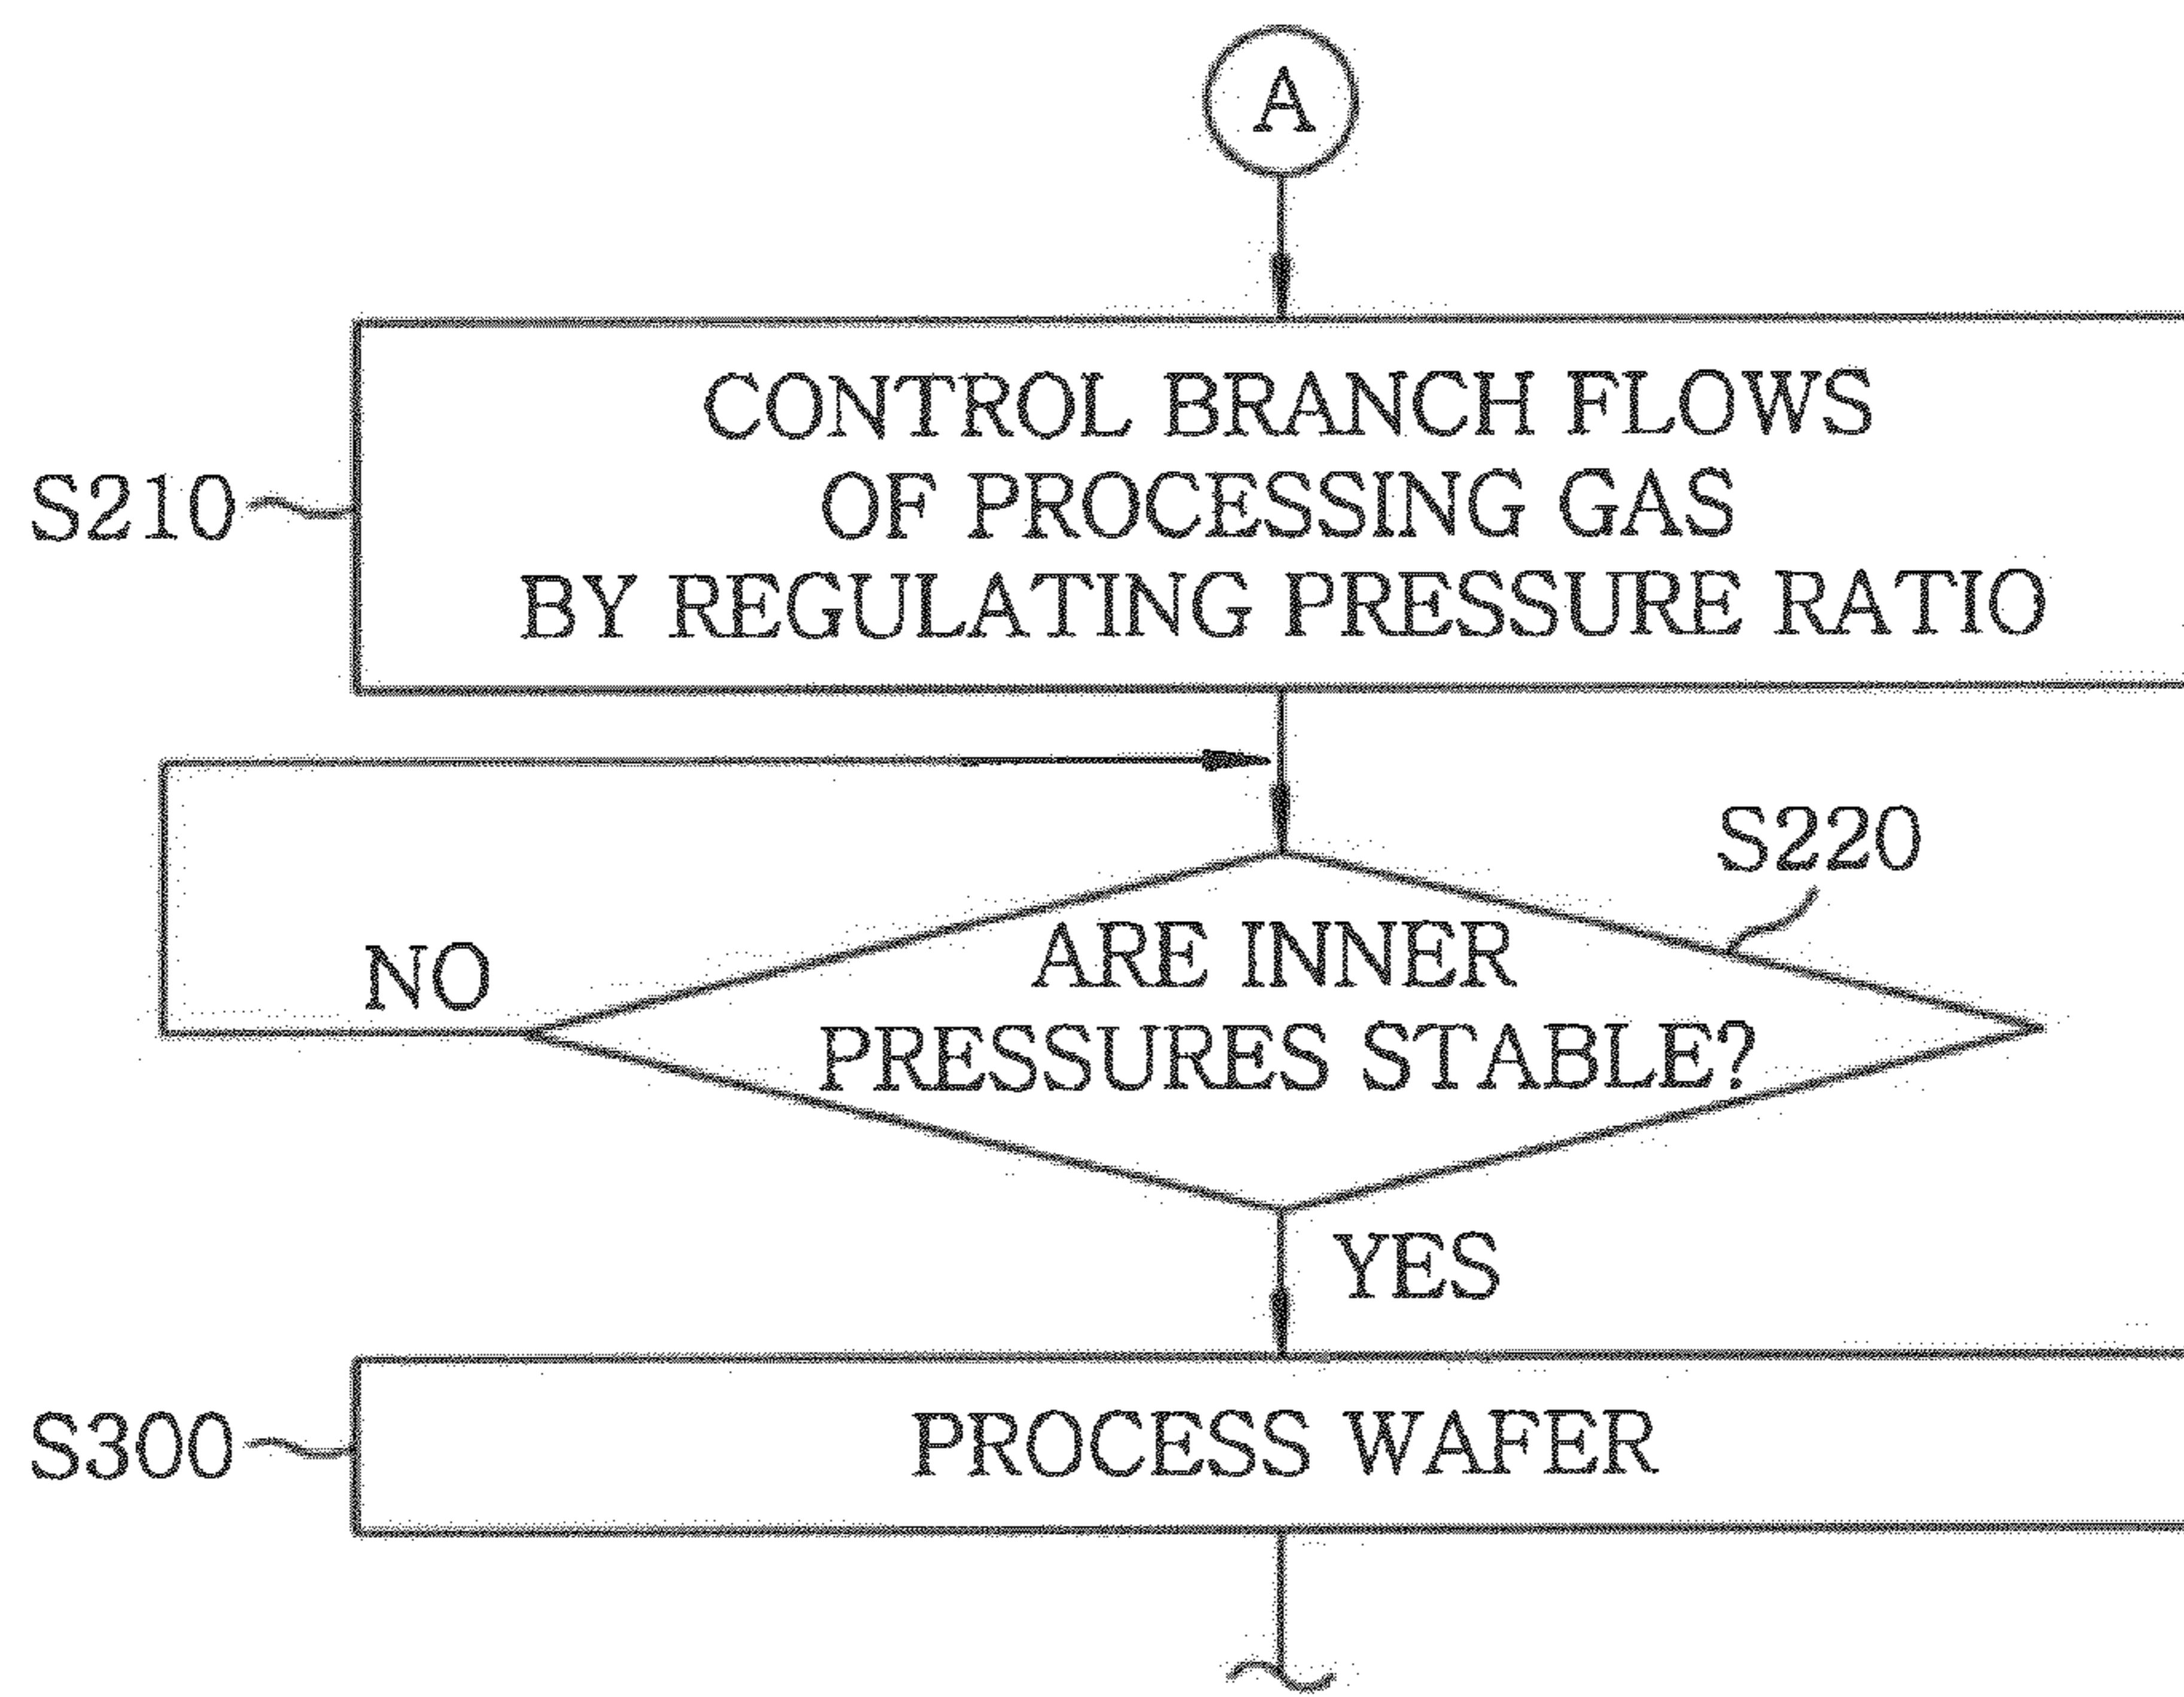 A
CONTROL BRANCH FLOWS
OF PROCESSING GAS
S210
BY REGULATING PRESSURE RATIO
S220
ARE INNER
NO
PRESSURES STABLE?
YES
S300
PROCESS WAFER